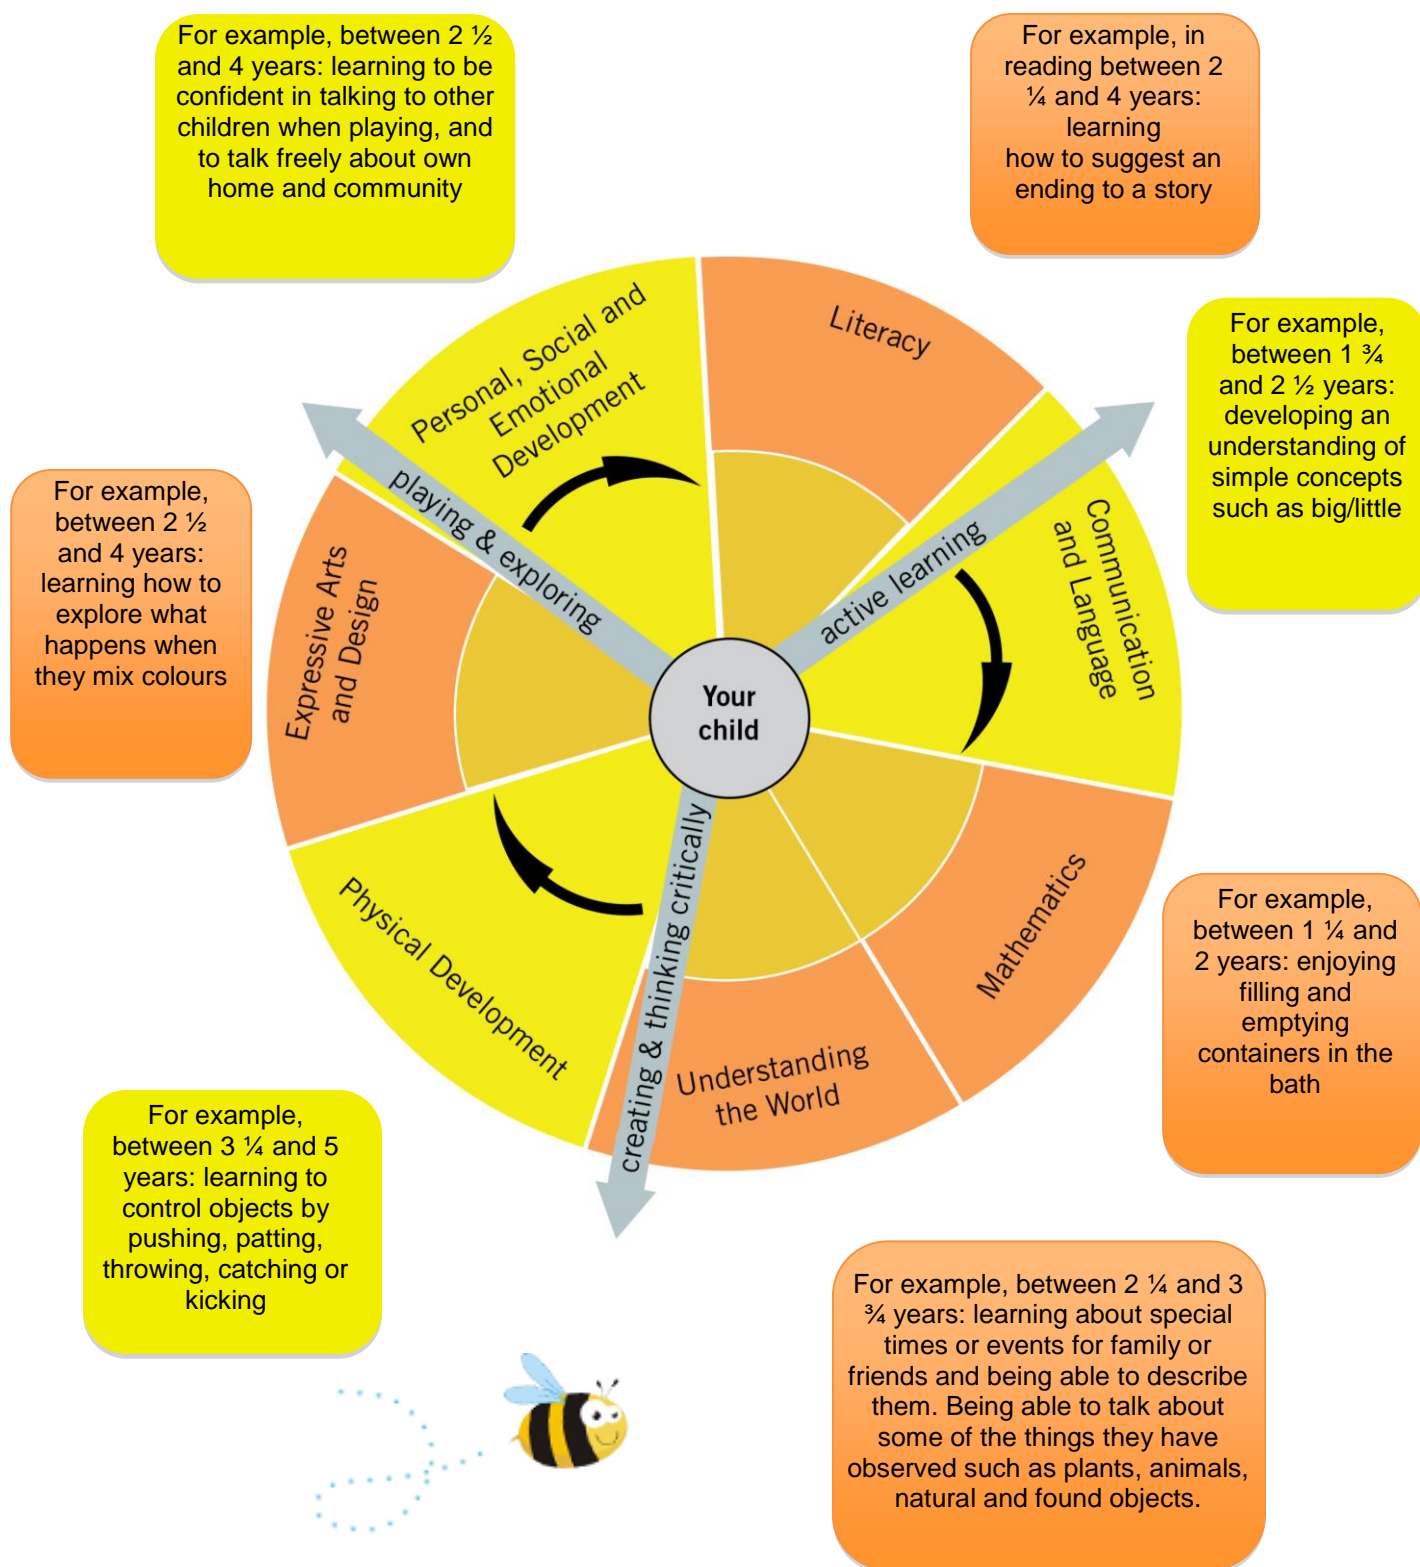 For example, between 2 ½
and 4 years: learning to be
confident in talking to other
children when playing, and
to talk freely about own
home and community
For example, in
reading between 2
¼ and 4 years:
learning
how to suggest an
ending to a story
For example,
between 1 ¾
and 2 ½ years:
developing an
understanding of
simple concepts
such as big/little
For example,
between 2 ½
and 4 years:
learning how to
explore what
happens when
they mix colours
Personal, Social and
Emotional
Development
Literacy
Communication
and Language
Mathematics
Understanding
the World
Physical Development
Expressive Arts
and Design
playing & exploring
active learning
creating & thinking critically
Your
child
For example,
between 1 ¼ and
2 years: enjoying
filling and
emptying
containers in the
bath
For example,
between 3 ¼ and 5
years: learning to
control objects by
pushing, patting,
throwing, catching or
kicking
For example, between 2 ¼ and 3
¾ years: learning about special
times or events for family or
friends and being able to describe
them. Being able to talk about
some of the things they have
observed such as plants, animals,
natural and found objects.